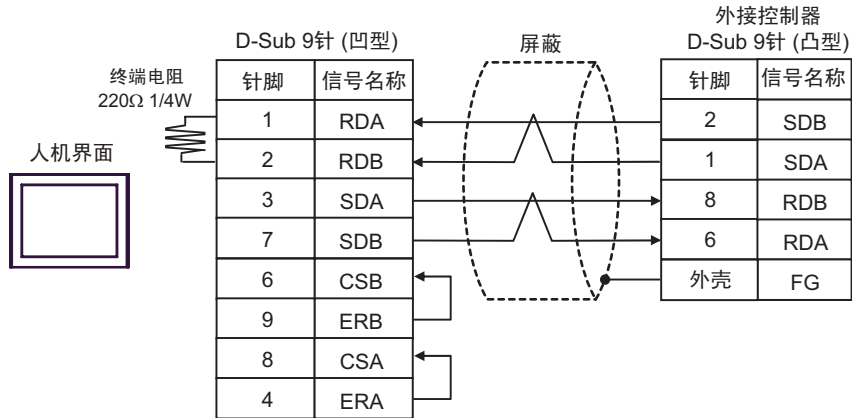 外接控制器
D-Sub 9针 (凹型)
屏蔽
D-Sub 9针 (凸型)
终端电阻
220Ω 1/4W
人机界面
针脚 信号名称
1 RDA
2 RDB
3 SDA
7 SDB
6 CSB
9 ERB
8 CSA
4 ERA
针脚 信号名称
2 SDB
1 SDA
8 RDB
6 RDA
外壳 FG